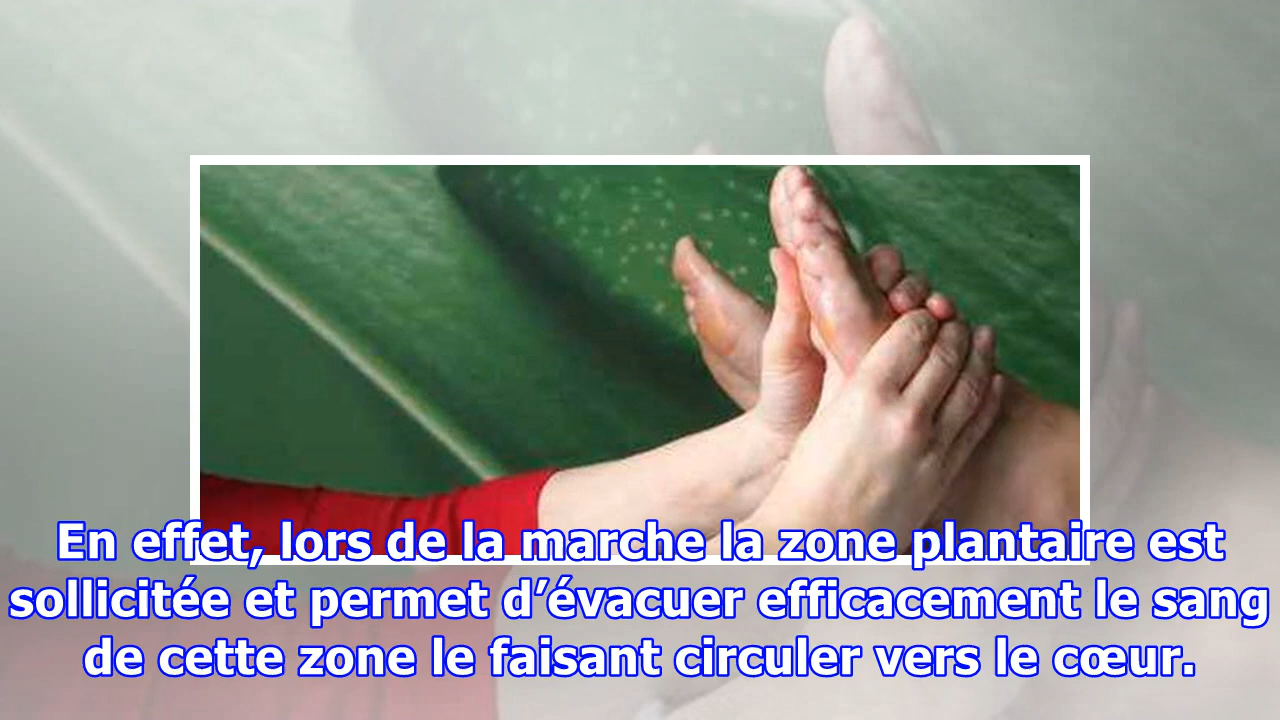 En effet, lors de la marche la zone plantaire est
sollicitée et permet d’évacuer efficacement le sang
de cette zone le faisant circuler vers le cœur.